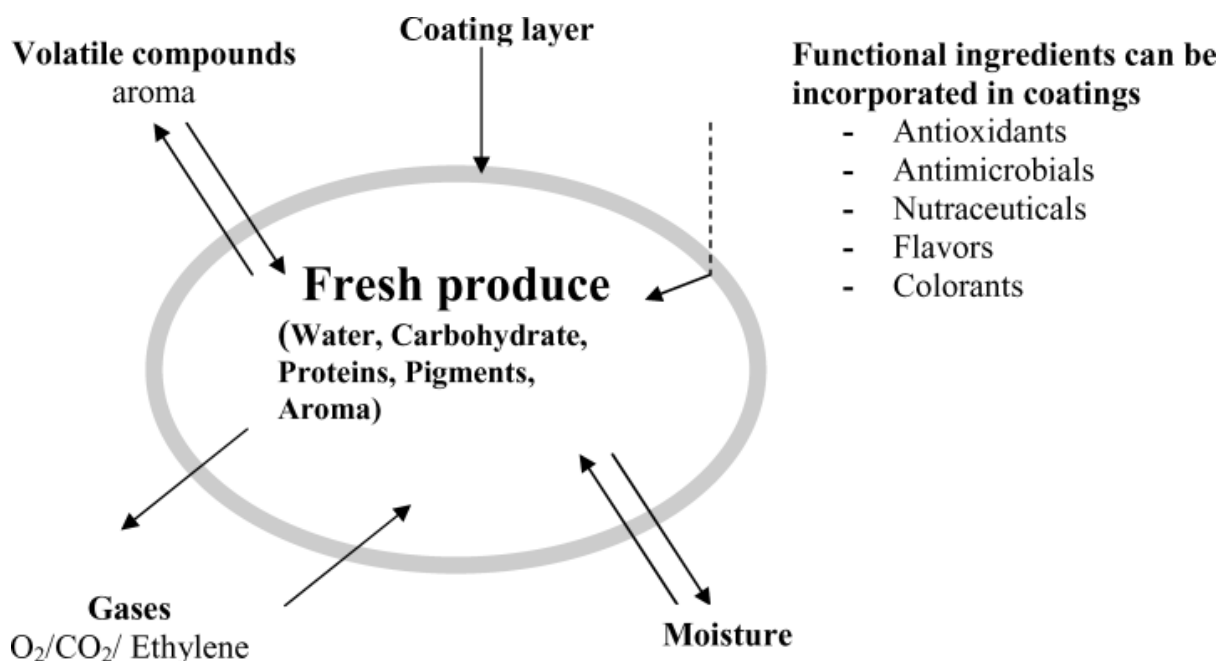 Coating layer
Volatile compounds
aroma
Functional ingredients can be
incorporated in coatings
- Antioxidants
- Antimicrobials
- Nutraceuticals
- Flavors
- Colorants
Fresh produce
(Water, Carbohydrate,
Proteins, Pigments,
Aroma)
Gases
O₂/CO₂/ Ethylene
Moisture